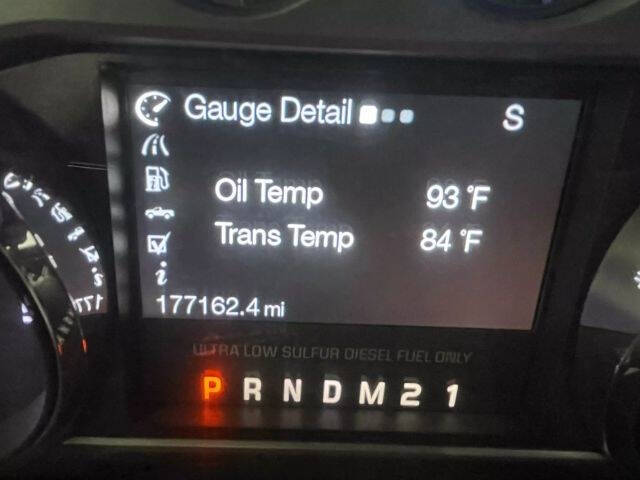 Gauge Detail
S
Oil Temp 93 °F
Trans Temp 84 °F
177162.4 mi
ULTRA LOW SULFUR DIESEL FUEL ONLY
P R N D M 2 1